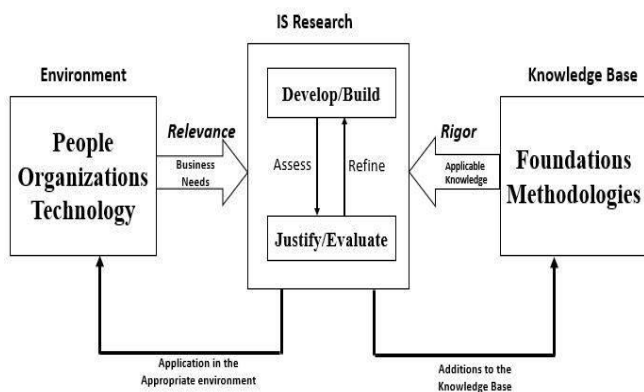 IS Research
Environment
Knowledge Base
People
Organizations
Technology
Relevance
Business
Needs
Develop/Build
Assess
Refine
Justify/Evaluate
Rigor
Applicable
Knowledge
Foundations
Methodologies
Application in the
Appropriate environment
Additions to the
Knowledge Base